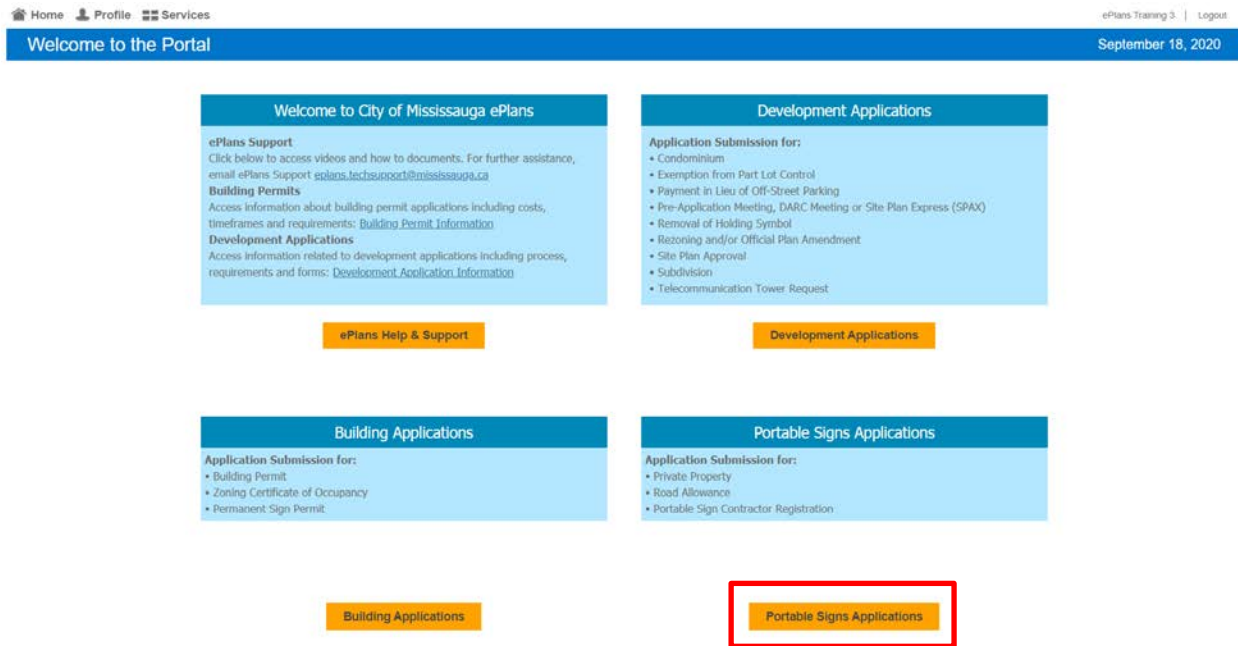 Home Profile Services
ePlans Training 3. | Logout
Welcome to the Portal
September 18, 2020
Welcome to City of Mississauga ePlans
ePlans Support
Click below to access videos and how to documents. For further assistance,
email ePlans Support eplans.techsupport@mississauga.ca
Building Permits
Access information about building permit applications including costs,
timeframes and requirements: Building Permit Information
Development Applications
Access information related to development applications including process,
requirements and forms: Development Application Information
ePlans Help & Support
Development Applications
Application Submission for:
• Condominium
• Exemption from Part Lot Control
• Payment in Lieu of Off-Street Parking
• Pre-Application Meeting, DARC Meeting or Site Plan Express (SPAX)
• Removal of Holding Symbol
• Rezoning and/or Official Plan Amendment
• Site Plan Approval
• Subdivision
• Telecommunication Tower Request
Development Applications
Building Applications
Application Submission for:
• Building Permit
• Zoning Certificate of Occupancy
• Permanent Sign Permit
Building Applications
Portable Signs Applications
Application Submission for:
• Private Property
• Road Allowance
• Portable Sign Contractor Registration
Portable Signs Applications